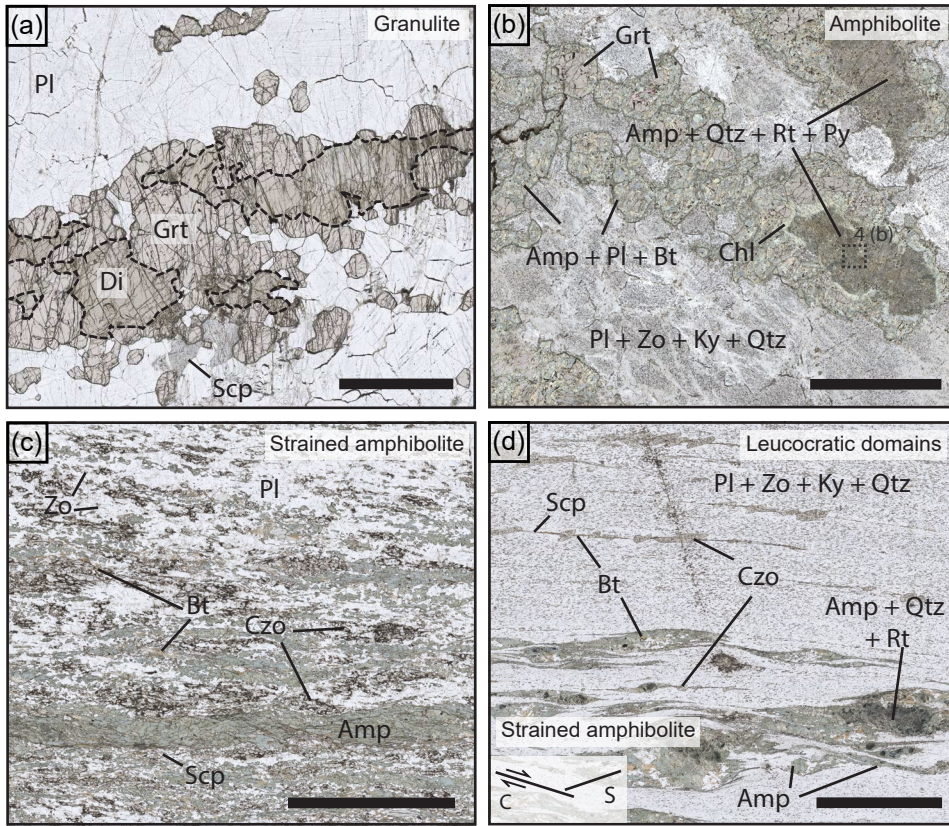 (a)
Granulite
Pl
Grt
Di
Scp
(b)
Amphibolite
Grt
Amp + Qtz + Rt + Py
4 (b)
Amp + Pl + Bt
Chl
Pl + Zo + Ky + Qtz
(c)
Strained amphibolite
Pl
Zo
Bt
Czo
Amp
Scp
(d)
Leucocratic domains
Pl + Zo + Ky + Qtz
Scp
Bt
Czo
Amp + Qtz
+ Rt
Strained amphibolite
C
S
Amp